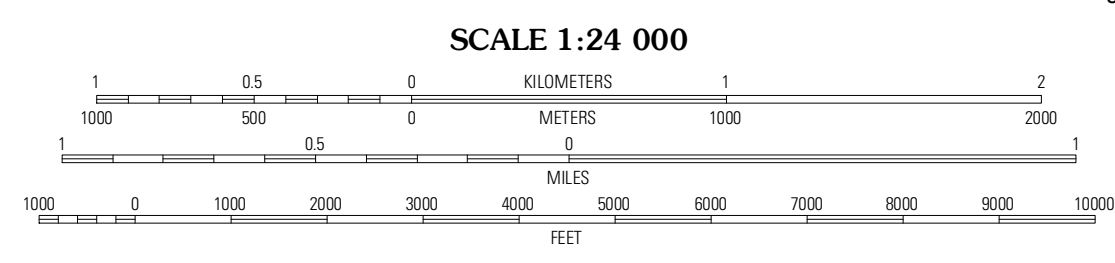 SCALE 1:24 000
1 0.5 0 KILOMETERS 1 2
1000 500 0 METERS 1000 2000
1 0.5 0 1
MILES
1000 0 1000 2000 3000 4000 5000 6000 7000 8000 9000 10000
FEET